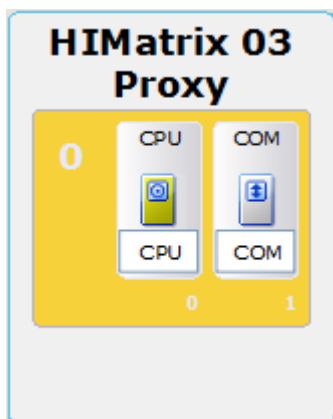 HIMatrix 03
Proxy
0
CPU COM
CPU COM
0 1